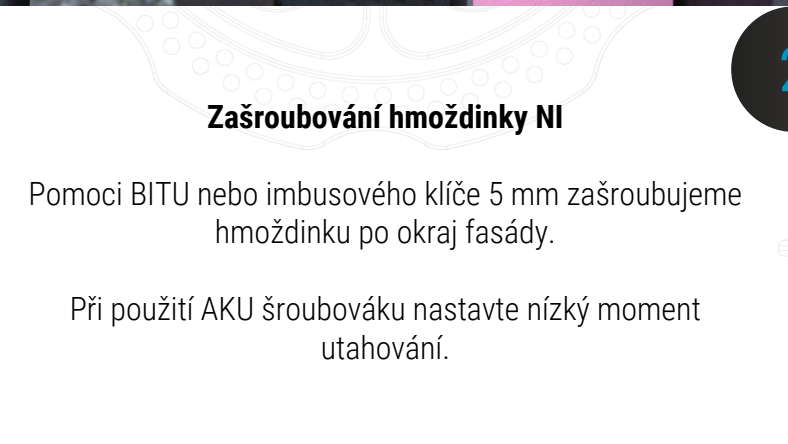 Zašroubování hmoždinky NI
Pomoci BITU nebo imbusového klíče 5 mm zašroubujeme
hmoždinku po okraj fasády.
Při použití AKU šroubováku nastavte nízký moment
utahování.